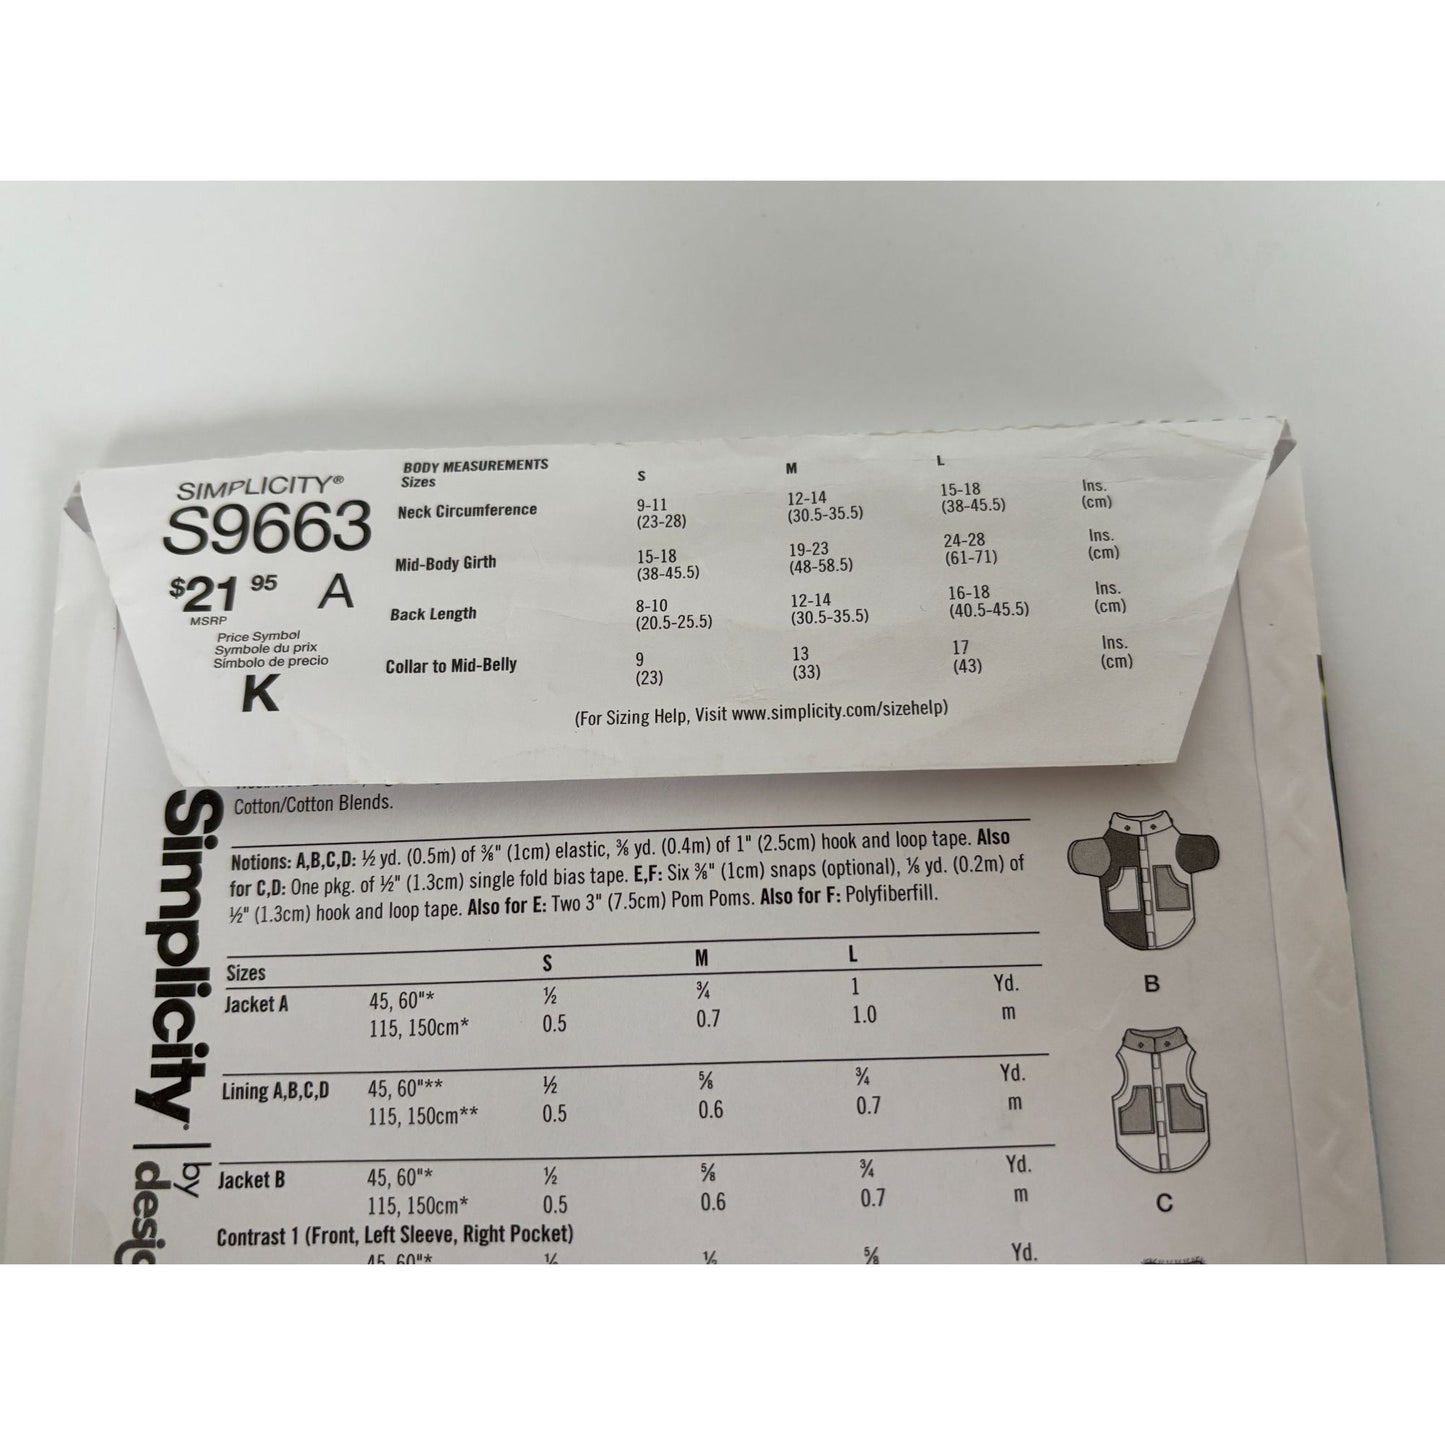 SIMPLICITY®
S9663
$21 95 A
MSRP
Price Symbol
Symbole du prix
Símbolo de precio
K
BODY MEASUREMENTS
Sizes S M L
Neck Circumference 9-11 12-14 15-18 Ins.
(23-28) (30.5-35.5) (38-45.5) (cm)
Mid-Body Girth 15-18 19-23 24-28 Ins.
(38-45.5) (48-58.5) (61-71) (cm)
Back Length 8-10 12-14 16-18 Ins.
(20.5-25.5) (30.5-35.5) (40.5-45.5) (cm)
Collar to Mid-Belly 9 13 17 Ins.
(23) (33) (43) (cm)
(For Sizing Help, Visit www.simplicity.com/sizehelp)
Simplicity | by
Cotton/Cotton Blends.
Notions: A,B,C,D: ½ yd. (0.5m) of ⅜" (1cm) elastic, ⅜ yd. (0.4m) of 1" (2.5cm) hook and loop tape. Also
for C,D: One pkg. of ½" (1.3cm) single fold bias tape. E,F: Six ⅜" (1cm) snaps (optional), ⅛ yd. (0.2m) of
½" (1.3cm) hook and loop tape. Also for E: Two 3" (7.5cm) Pom Poms. Also for F: Polyfiberfill.
Sizes S M L
Jacket A 45, 60"* ½ ¾ 1 Yd.
115, 150cm* 0.5 0.7 1.0 m
Lining A,B,C,D 45, 60"** ½ ⅝ ¾ Yd.
115, 150cm** 0.5 0.6 0.7 m
Jacket B 45, 60"* ½ ⅝ ¾ Yd.
115, 150cm* 0.5 0.6 0.7 m
Contrast 1 (Front, Left Sleeve, Right Pocket)
45, 60"* ½ ½ ⅝ Yd.
B
C